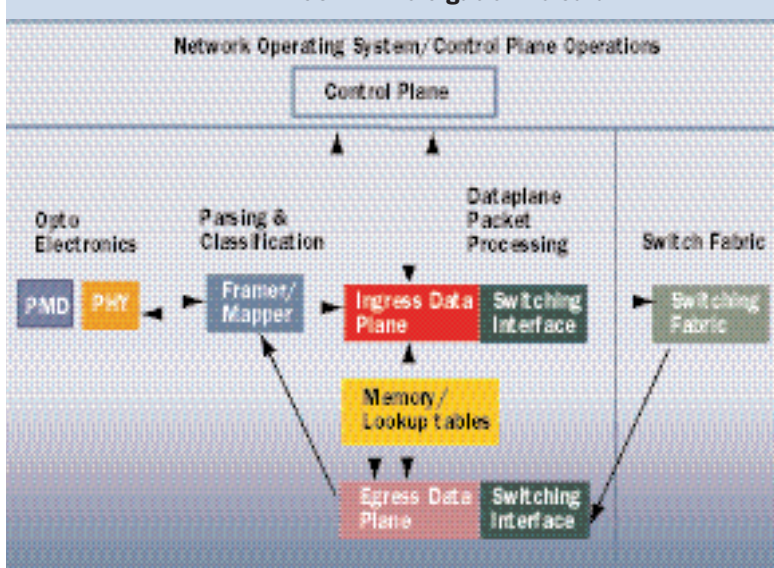 Network Operating System/Control Plane Operations
Control Plane
Dataplane
Packet
Processing
Opto
Electronics
Parsing &
Classification
Switch Fabric
PMD
PHY
Framer/
Mapper
Ingress Data
Plane
Switching
Interface
Switching
Fabric
Memory/
Lookup tables
Egress Data
Plane
Switching
Interface